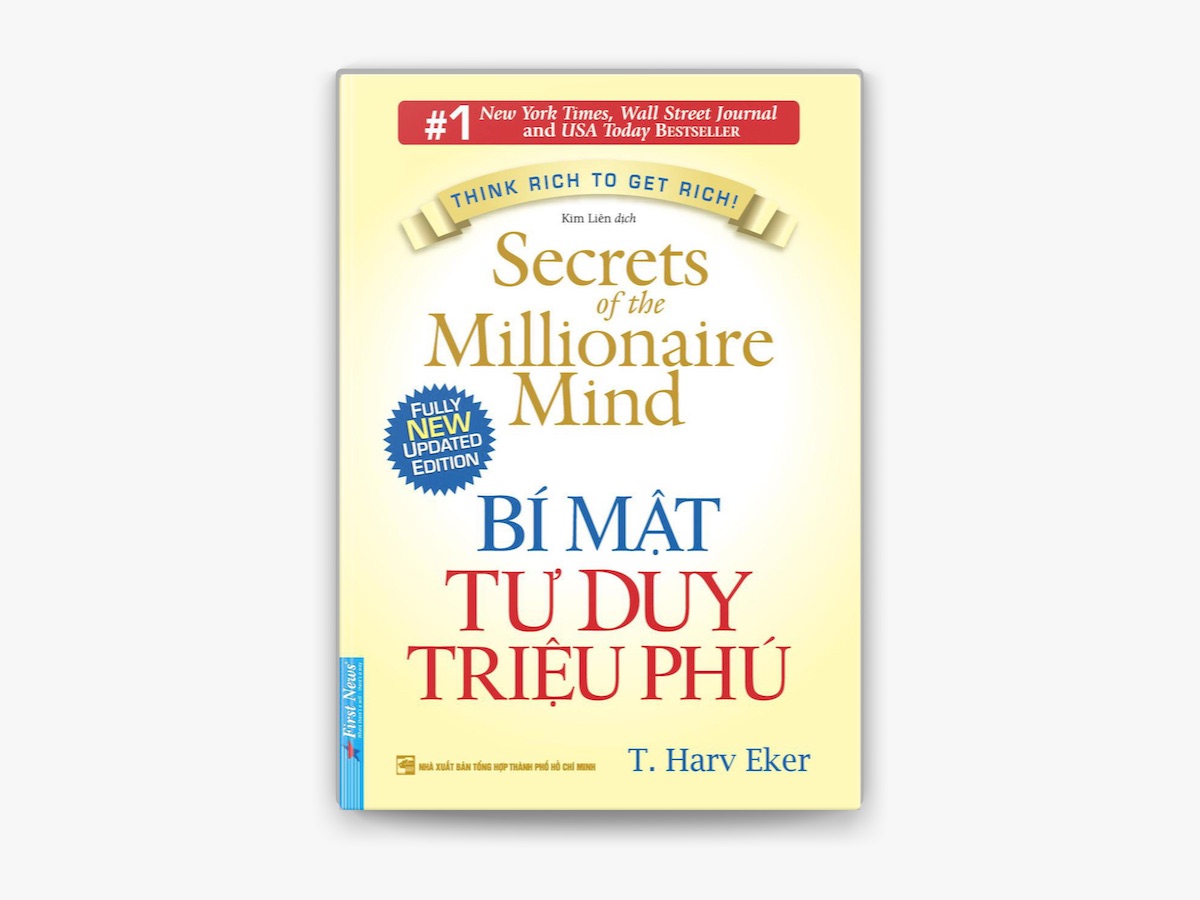 #1 New York Times, Wall Street Journal
and USA Today BESTSELLER
THINK RICH TO GET RICH!
Kim Liên dịch
Secrets
of the
Millionaire
Mind
FULLY
NEW
UPDATED
EDITION
BÍ MẬT
TƯ DUY
TRIỆU PHÚ
First News
NHÀ XUẤT BẢN TỔNG HỢP THÀNH PHỐ HỒ CHÍ MINH
T. Harv Eker